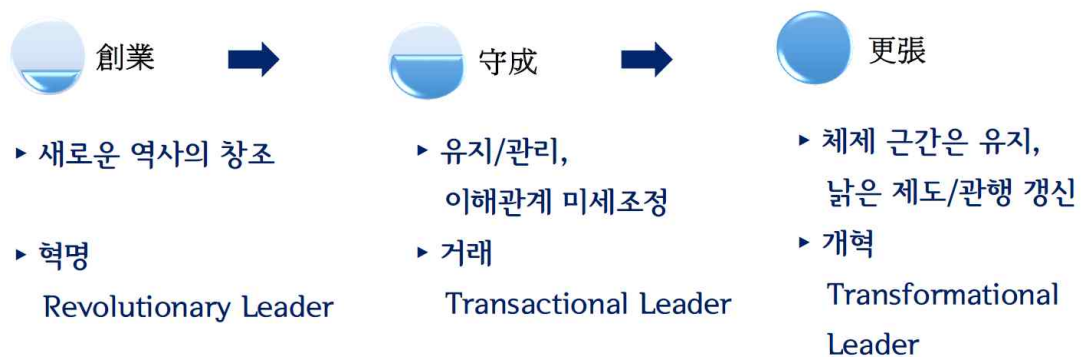 創業
▸ 새로운 역사의 창조
▸ 혁명
Revolutionary Leader
守成
▸ 유지/관리,
이해관계 미세조정
▸ 거래
Transactional Leader
更張
▸ 체제 근간은 유지,
낡은 제도/관행 갱신
▸ 개혁
Transformational
Leader